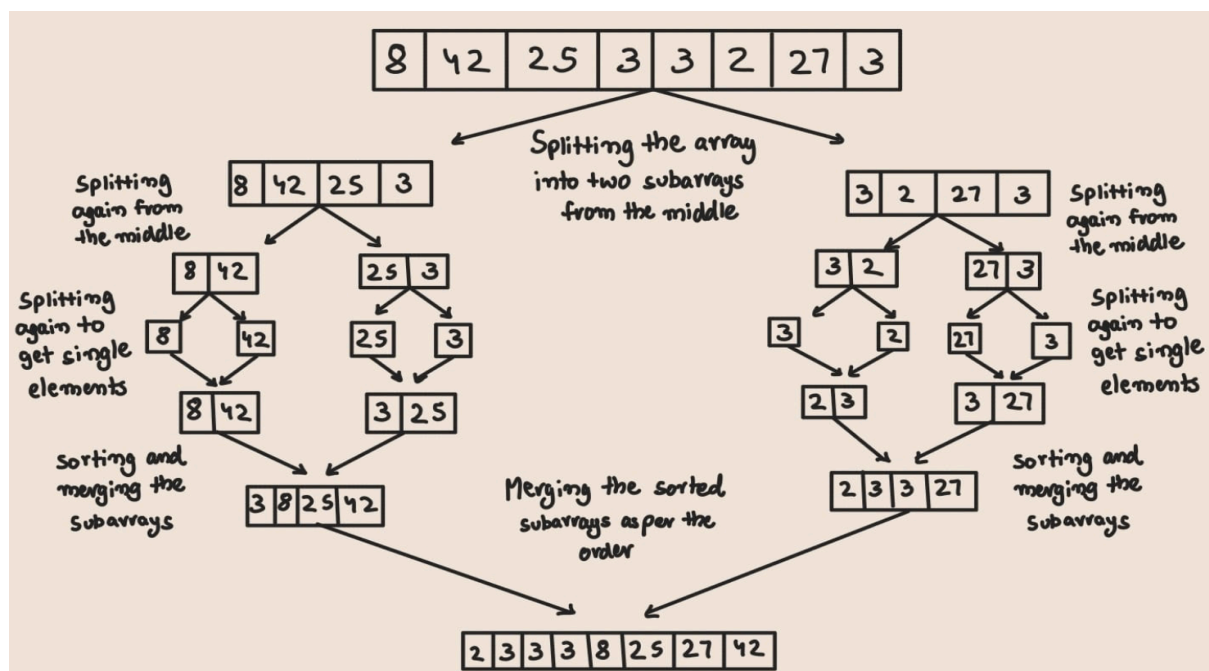 8 42 25 3 3 2 27 3
Splitting the array
into two subarrays
from the middle
8 42 25 3
3 2 27 3
Splitting
again from
the middle
Splitting
again from
the middle
8 42
25 3
3 2
27 3
Splitting
again to
get single
elements
Splitting
again to
get single
elements
8
42
25
3
3
2
27
3
8 42
3 25
2 3
3 27
Sorting and
merging the
subarrays
Sorting and
merging the
subarrays
3 8 25 42
2 3 3 27
Merging the sorted
subarrays as per the
order
2 3 3 3 8 25 27 42